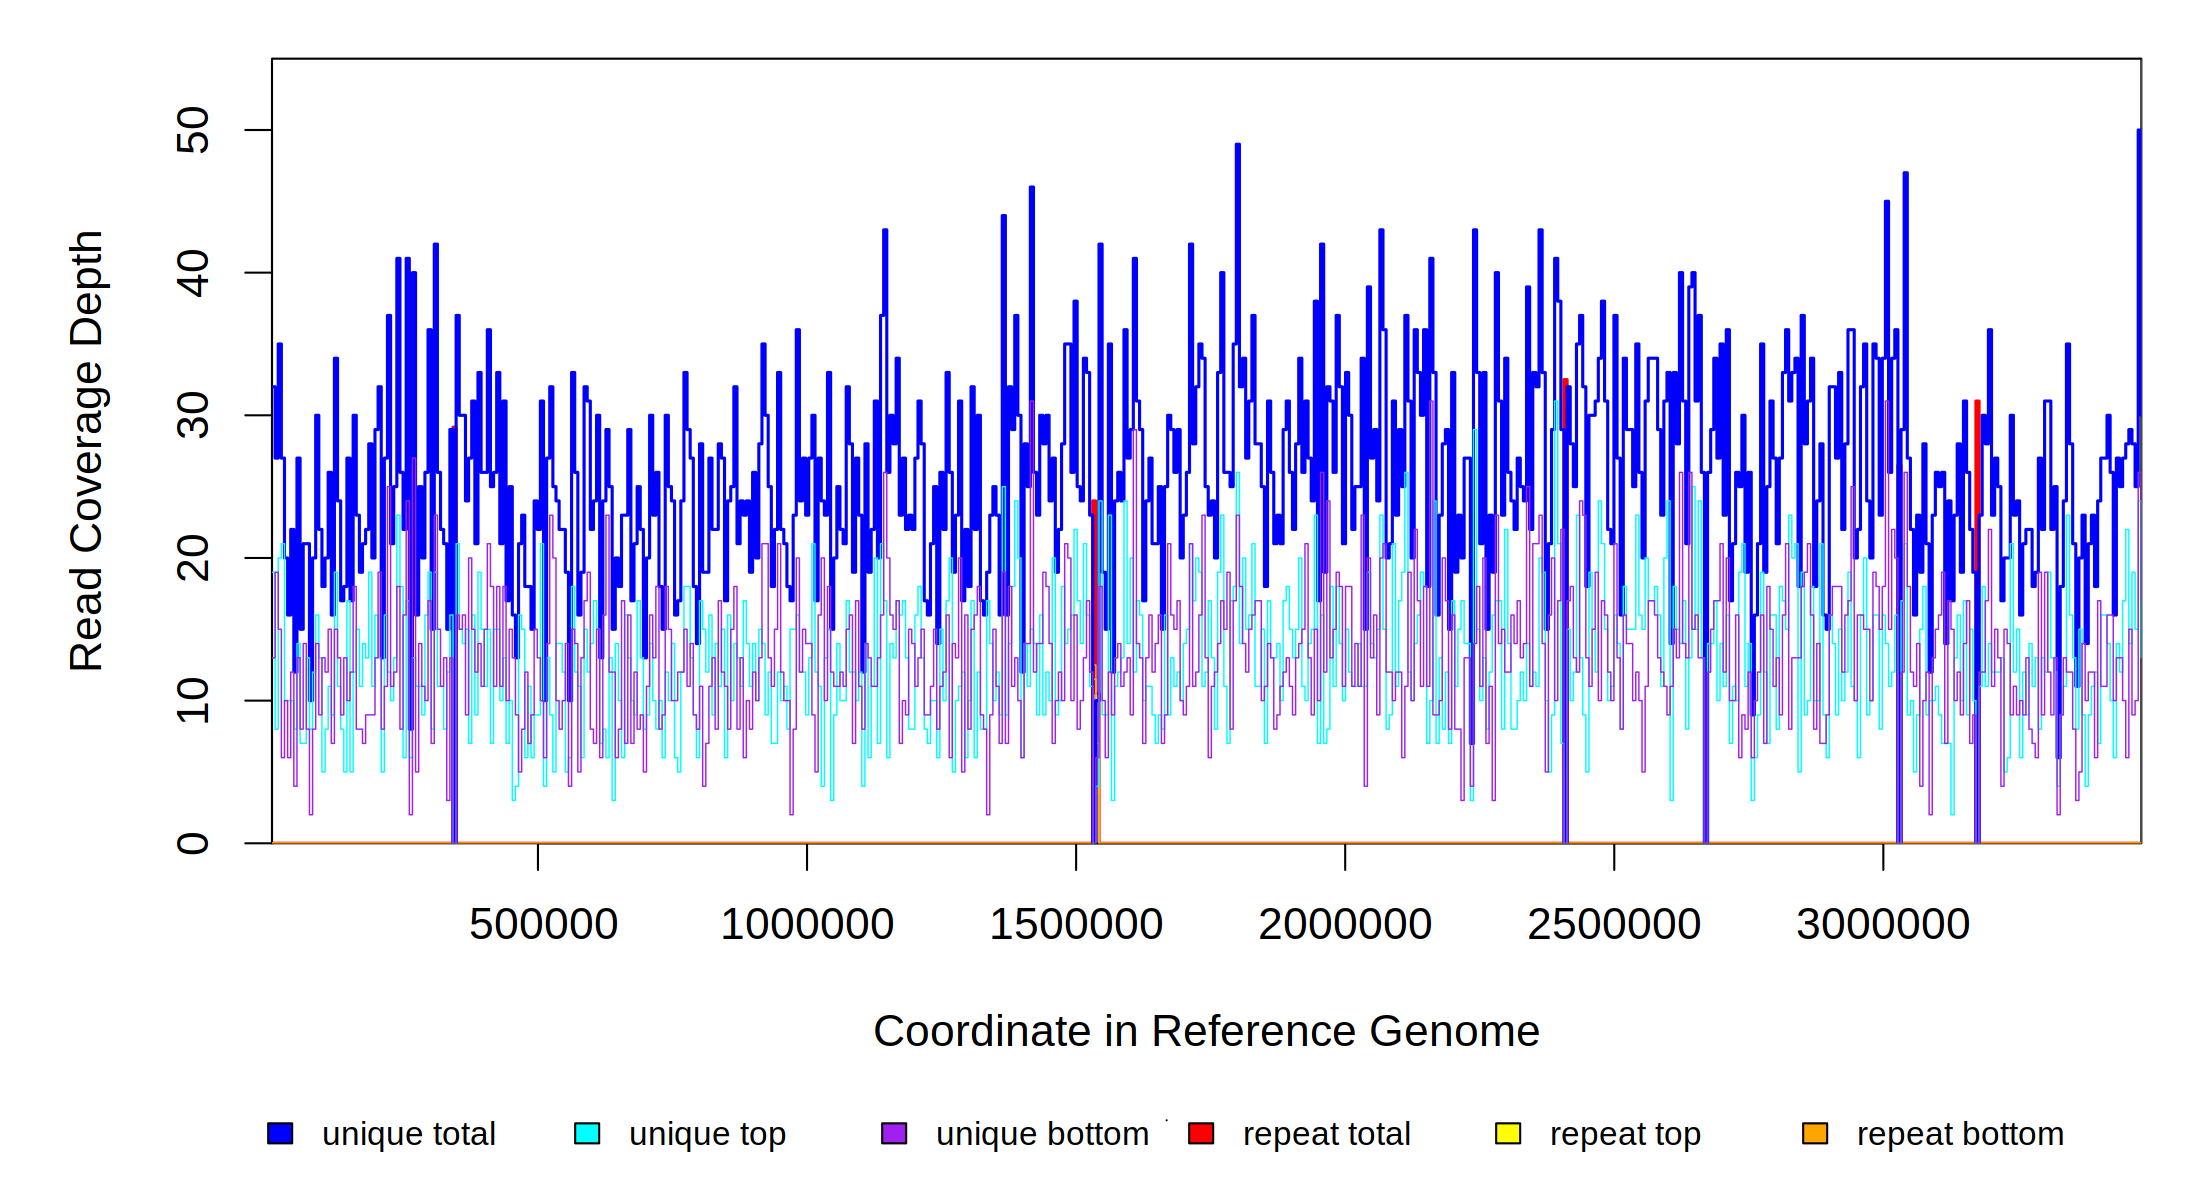 Read Coverage Depth
50
40
30
20
10
0
500000 1000000 1500000 2000000 2500000 3000000
Coordinate in Reference Genome
unique total unique top unique bottom repeat total repeat top repeat bottom